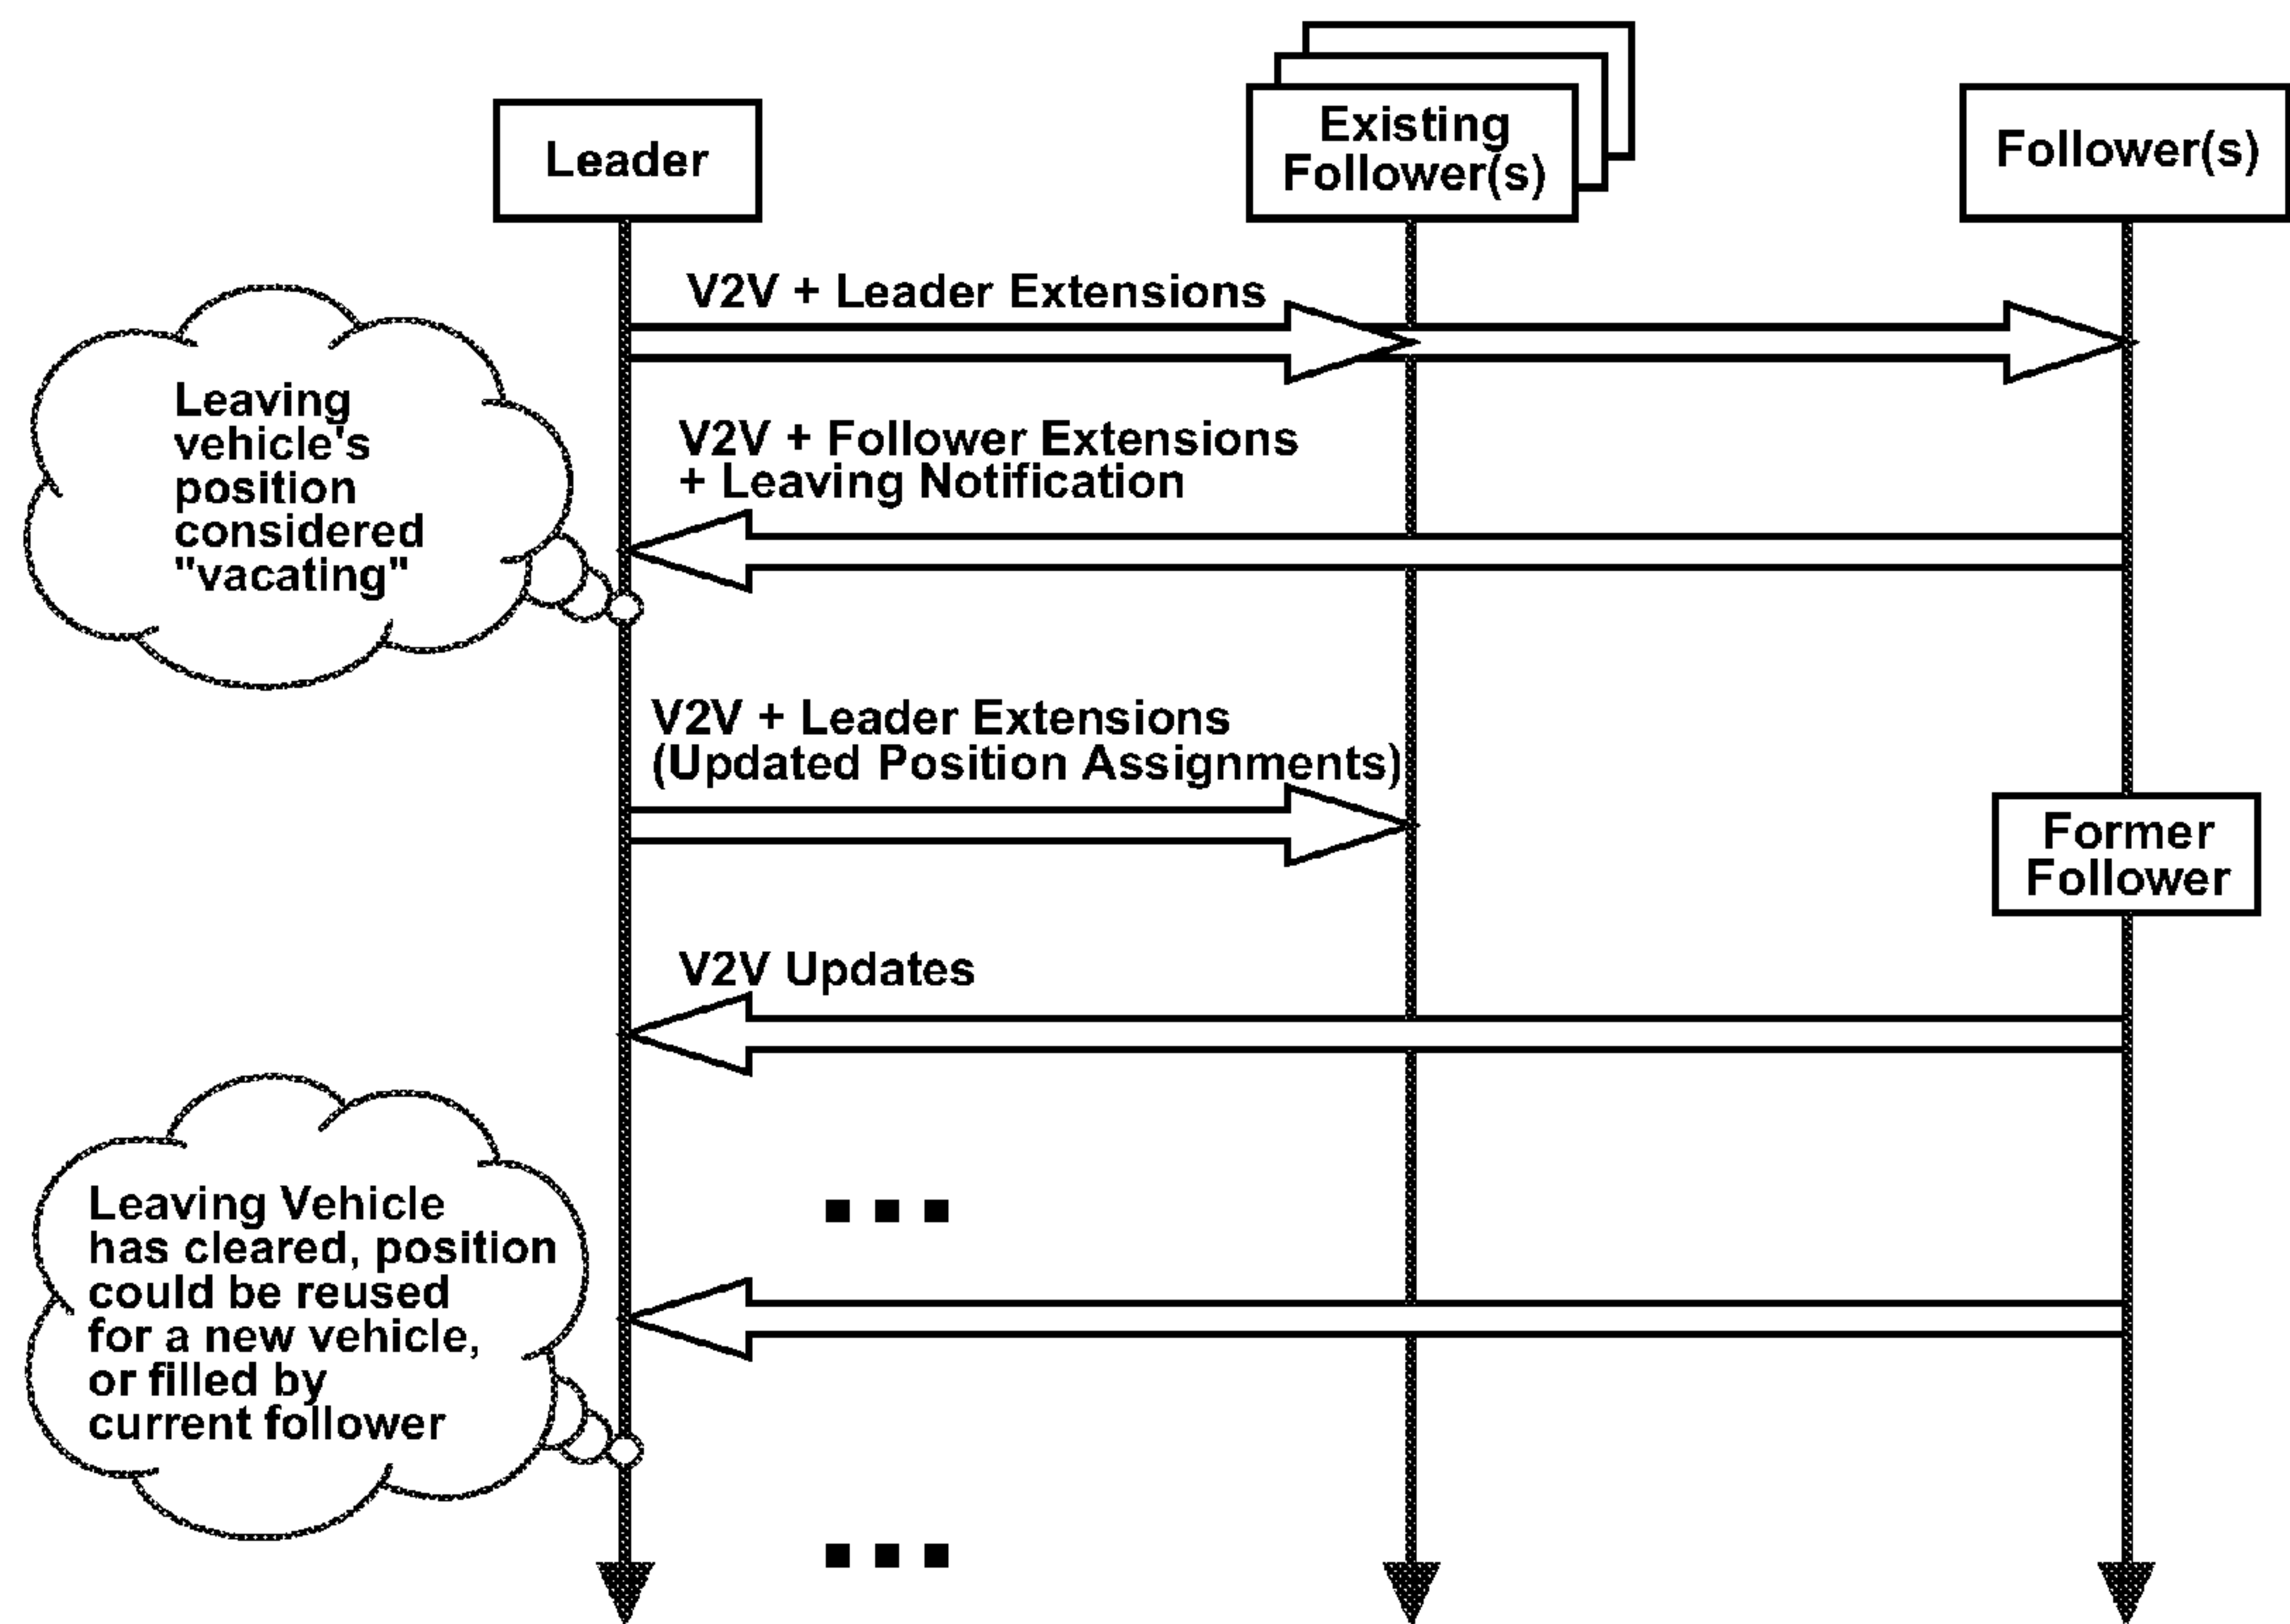 Leader
Existing
Follower(s)
Follower(s)
V2V + Leader Extensions
Leaving
vehicle's
position
considered
"vacating"
V2V + Follower Extensions
+ Leaving Notification
V2V + Leader Extensions
(Updated Position Assignments)
Former
Follower
V2V Updates
Leaving Vehicle
has cleared, position
could be reused
for a new vehicle,
or filled by
current follower